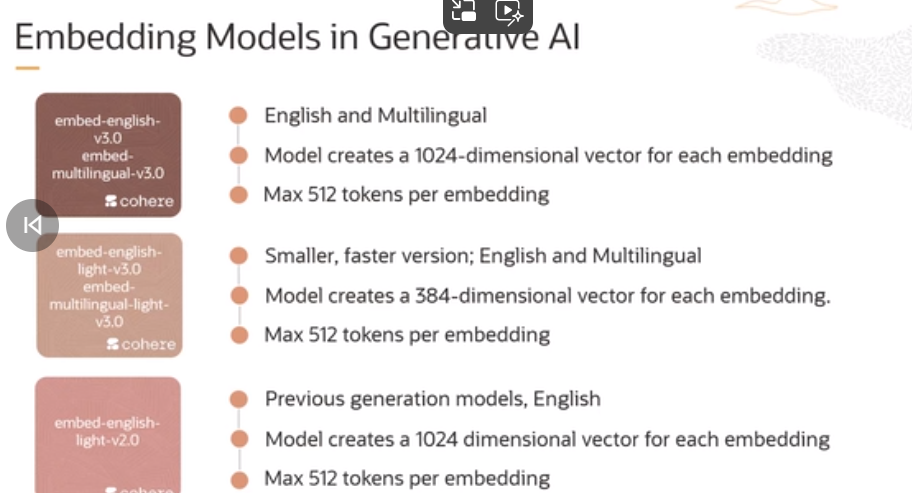 Embedding Models in Generative AI
embed-english-
v3.0
embed-
multilingual-v3.0
cohere
English and Multilingual
Model creates a 1024-dimensional vector for each embedding
Max 512 tokens per embedding
embed-english-
light-v3.0
embed-
multilingual-light-
v3.0
cohere
Smaller, faster version; English and Multilingual
Model creates a 384-dimensional vector for each embedding.
Max 512 tokens per embedding
embed-english-
light-v2.0
cohere
Previous generation models, English
Model creates a 1024 dimensional vector for each embedding
Max 512 tokens per embedding